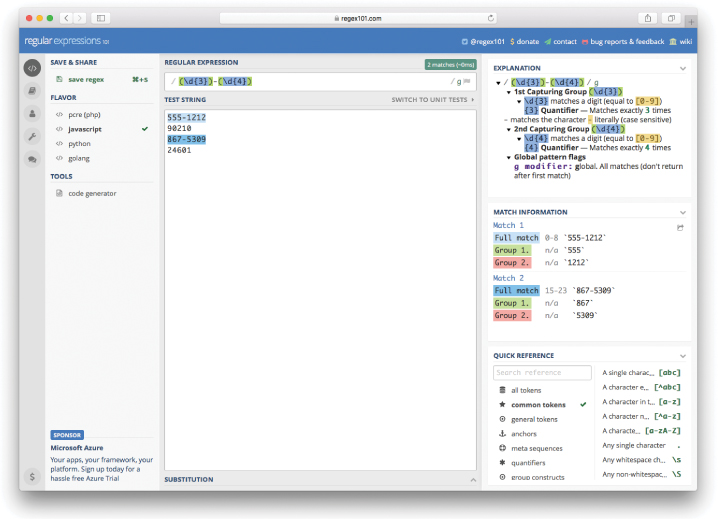 regex101.com
regular expressions 101
@regex101 $ donate contact bug reports & feedback wiki
SAVE & SHARE
save regex ⌘+S
FLAVOR
</> pcre (php)
</> javascript
</> python
</> golang
TOOLS
code generator
SPONSOR
Microsoft Azure
Your apps, your framework, your
platform. Sign up today for a
hassle free Azure Trial
$
REGULAR EXPRESSION
2 matches (~0ms)
/ (\d{3})-(\d{4}) / g
TEST STRING
SWITCH TO UNIT TESTS
555-1212
90210
867-5309
24601
SUBSTITUTION
EXPLANATION
/ (\d{3})-(\d{4}) / g
1st Capturing Group (\d{3})
\d{3} matches a digit (equal to [0-9])
{3} Quantifier — Matches exactly 3 times
- matches the character - literally (case sensitive)
2nd Capturing Group (\d{4})
\d{4} matches a digit (equal to [0-9])
{4} Quantifier — Matches exactly 4 times
Global pattern flags
g modifier: global. All matches (don't return
after first match)
MATCH INFORMATION
Match 1
Full match 0-8 `555-1212`
Group 1. n/a `555`
Group 2. n/a `1212`
Match 2
Full match 15-23 `867-5309`
Group 1. n/a `867`
Group 2. n/a `5309`
QUICK REFERENCE
Search reference
all tokens
common tokens
general tokens
anchors
meta sequences
quantifiers
group constructs
A single charac... [abc]
A character e... [^abc]
A character in t... [a-z]
A character n... [^a-z]
A characte... [a-zA-Z]
Any single character .
Any whitespace ch... \s
Any non-whitespac... \S